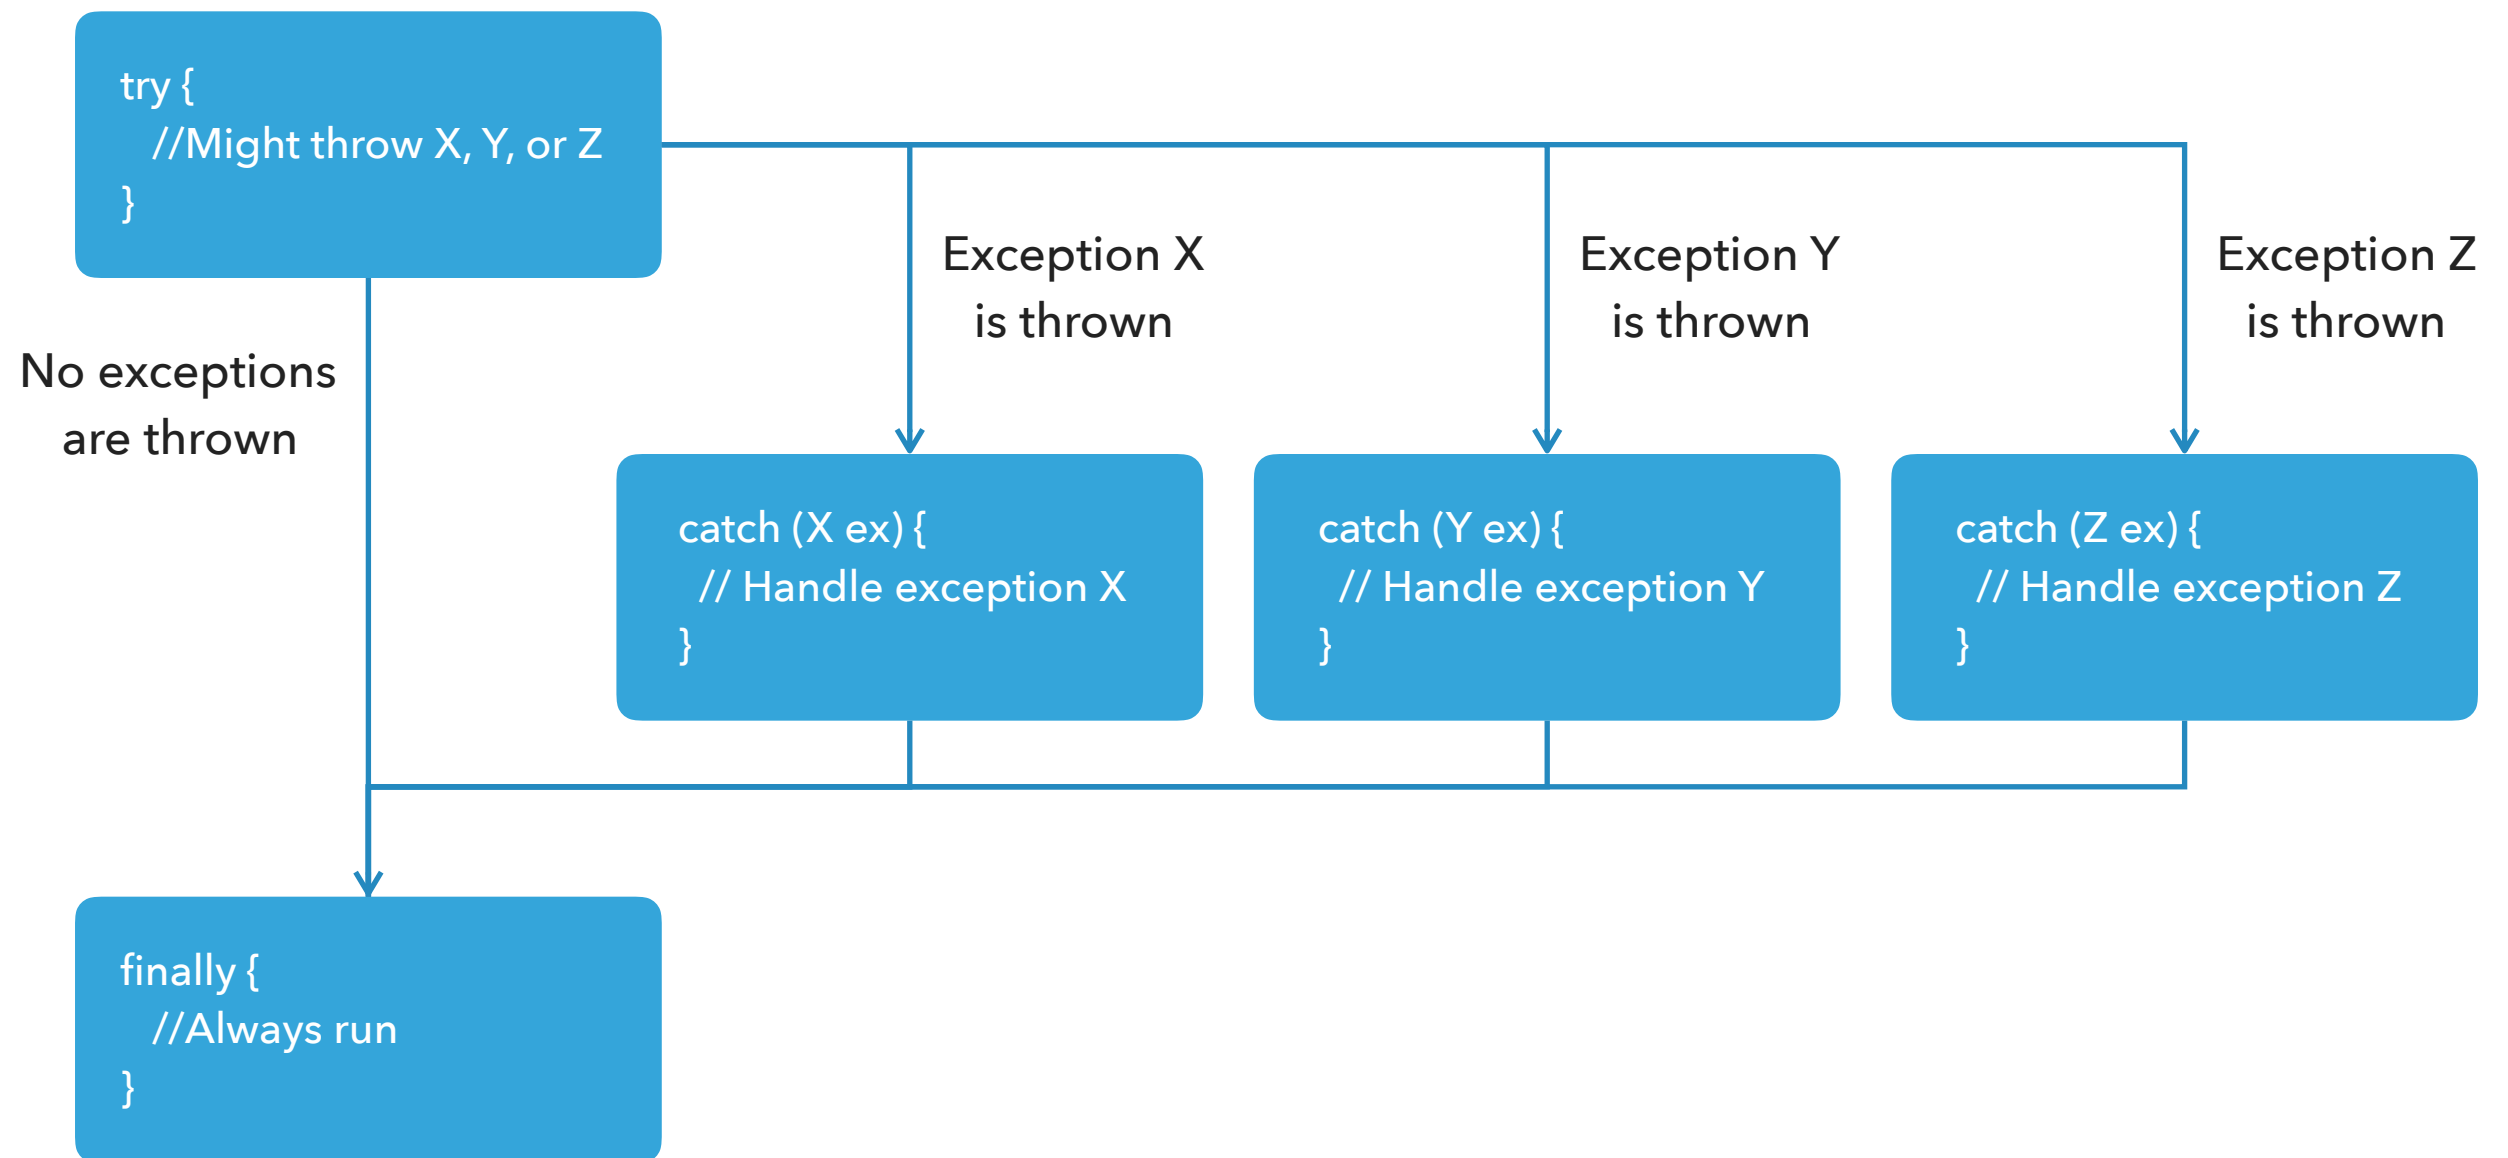 try {
//Might throw X, Y, or Z
}
No exceptions
are thrown
Exception X
is thrown
Exception Y
is thrown
Exception Z
is thrown
catch (X ex) {
// Handle exception X
}
catch (Y ex) {
// Handle exception Y
}
catch (Z ex) {
// Handle exception Z
}
finally {
//Always run
}